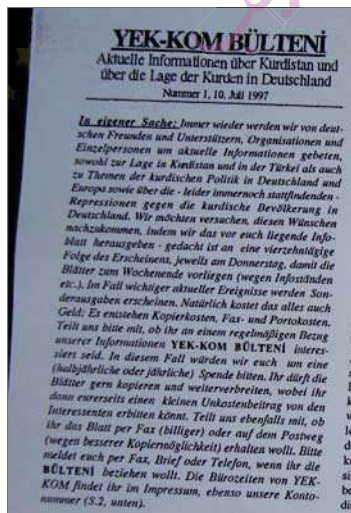 YEK-KOM BÜLTENİ
Aktuelle Informationen über Kurdistan und
über die Lage der Kurden in Deutschland
Nummer 1, 10. Juli 1997
In eigener Sache: Immer wieder werden wir von deut-
schen Freunden und Unterstützern, Organisationen und
Einzelpersonen um aktuelle Informationen gebeten,
sowohl zur Lage in Kurdistan und in der Türkei als auch
zu Themen der kurdischen Politik in Deutschland und
Europa sowie über die - leider immernoch stattfindenden -
Repressionen gegen die kurdische Bevölkerung in
Deutschland. Wir möchten versuchen, diesen Wünschen
nachzukommen, indem wir das vor euch liegende Info-
blatt herausgeben - gedacht ist an eine vierzehntägige
Folge des Erscheinens, jeweils am Donnerstag, damit die
Blätter zum Wochenende vorliegen (wegen Infoständen
etc.). Im Fall wichtiger aktueller Ereignisse werden Son-
derausgaben erscheinen. Natürlich kostet das alles auch
Geld: Es enistehen Kopierkosten, Fax- und Portokosten.
Teilt uns bitte mit, ob ihr an einem regelmäßigen Bezug
unserer Informationen YEK-KOM BÜLTENİ interes-
siert seid. In diesem Fall würden wir euch um eine
(halbjährliche oder jährliche) Spende bitten. Ihr dürft die
Blätter gern kopieren und weiterverbreiten, wobei ihr
dann eurerseits einen kleinen Unkostenbeitrag von den
Interessenten erbitten könnt. Teilt uns ebenfalls mit, ob
ihr das Blatt per Fax (billiger) oder auf dem Postweg
(wegen besserer Kopiermöglichkeit) erhalten wollt. Bitte
meldet euch per Fax, Brief oder Telefon, wenn ihr die
BÜLTENİ beziehen wollt. Die Bürozeiten von YEK-
KOM findet ihr im Impressum, ebenso unsere Konto-
nummer (S.2, unten).